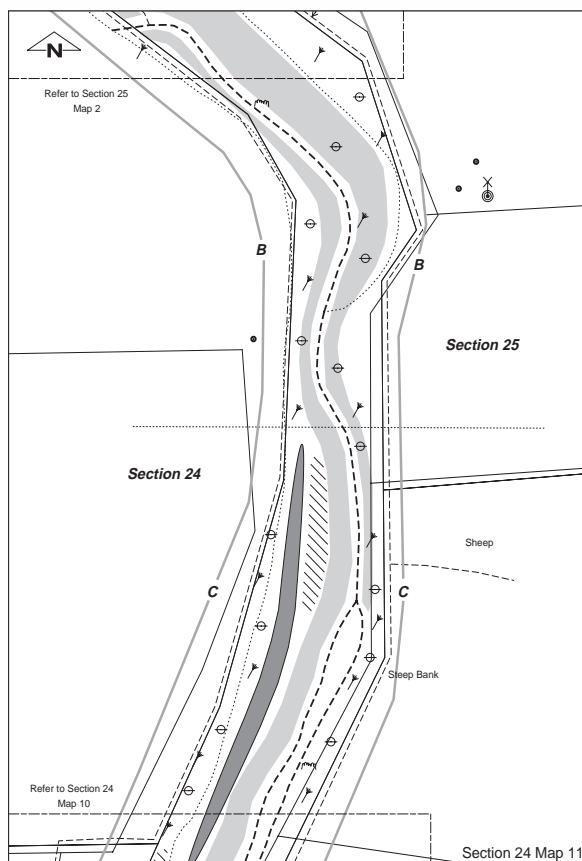 N
Refer to Section 25
Map 2
B
B
Section 25
Section 24
Sheep
C
C
Steep Bank
Refer to Section 24
Map 10
Section 24 Map 11